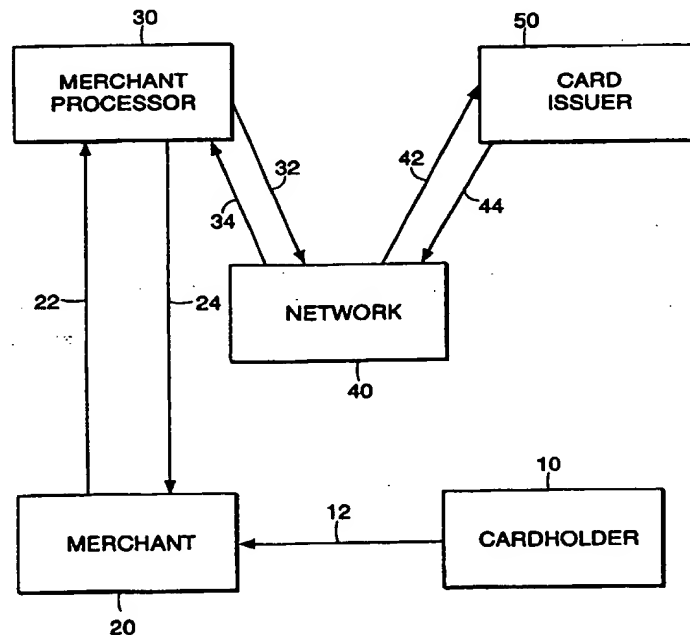 30
MERCHANT
PROCESSOR
50
CARD
ISSUER
32
34
42
44
22
24
NETWORK
40
10
12
MERCHANT
CARDHOLDER
20